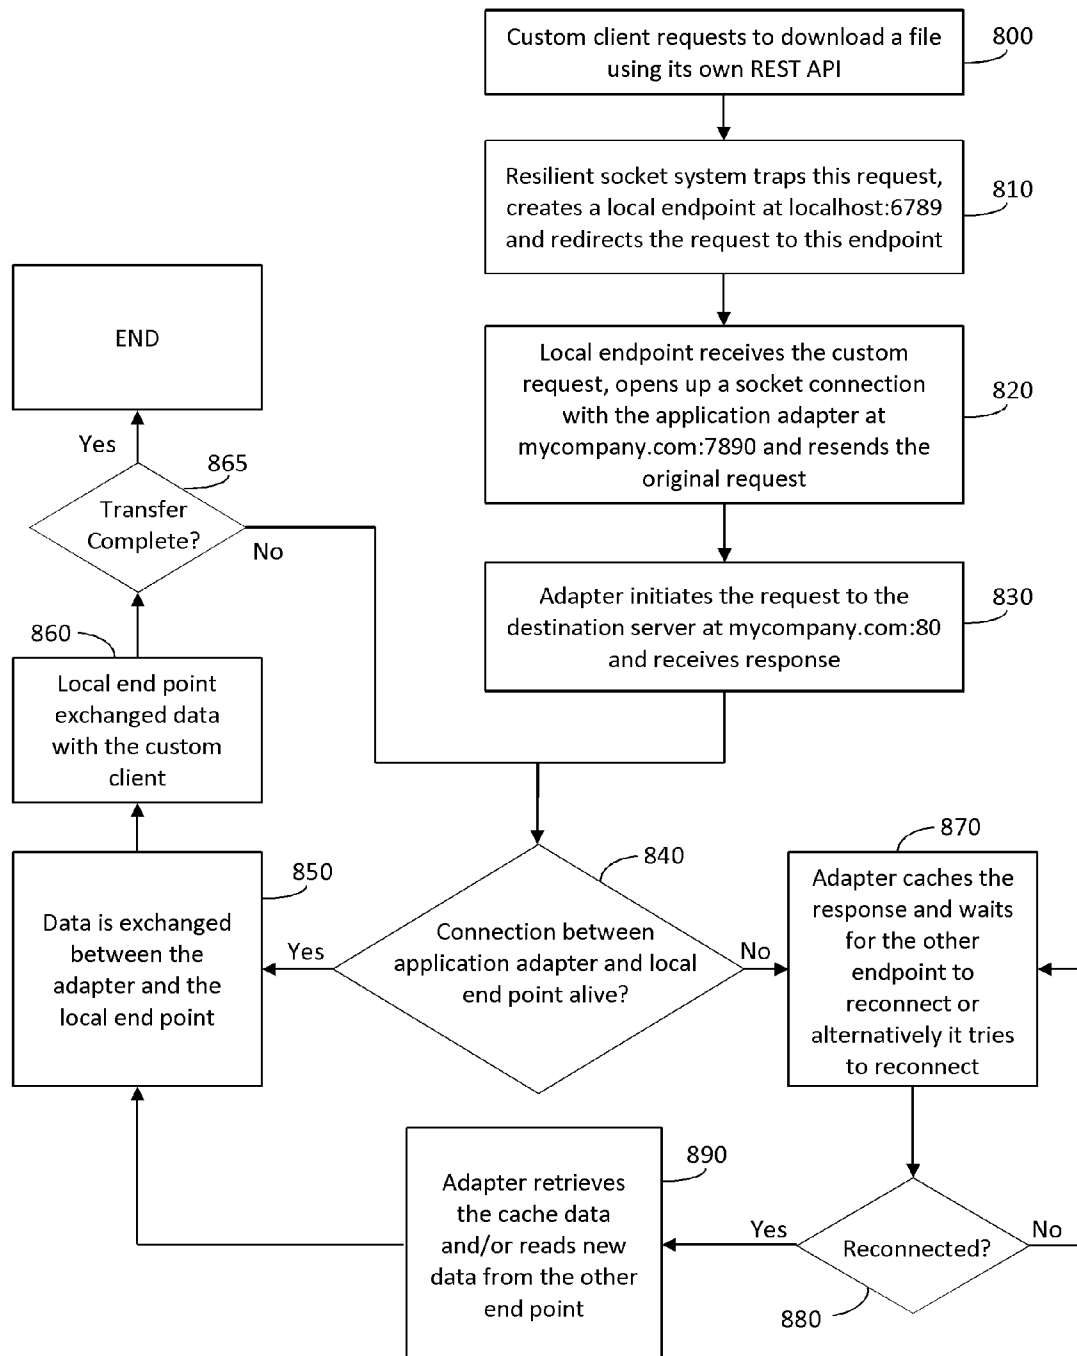 Custom client requests to download a file
using its own REST API
800
Resilient socket system traps this request,
creates a local endpoint at localhost:6789
and redirects the request to this endpoint
810
Local endpoint receives the custom
request, opens up a socket connection
with the application adapter at
mycompany.com:7890 and resends the
original request
820
Adapter initiates the request to the
destination server at mycompany.com:80
and receives response
830
END
Yes
865
Transfer
Complete?
No
860
Local end point
exchanged data
with the custom
client
850
Data is exchanged
between the
adapter and the
local end point
Yes
840
Connection between
application adapter and local
end point alive?
No
870
Adapter caches the
response and waits
for the other
endpoint to
reconnect or
alternatively it tries
to reconnect
890
Adapter retrieves
the cache data
and/or reads new
data from the other
end point
Yes
Reconnected?
No
880